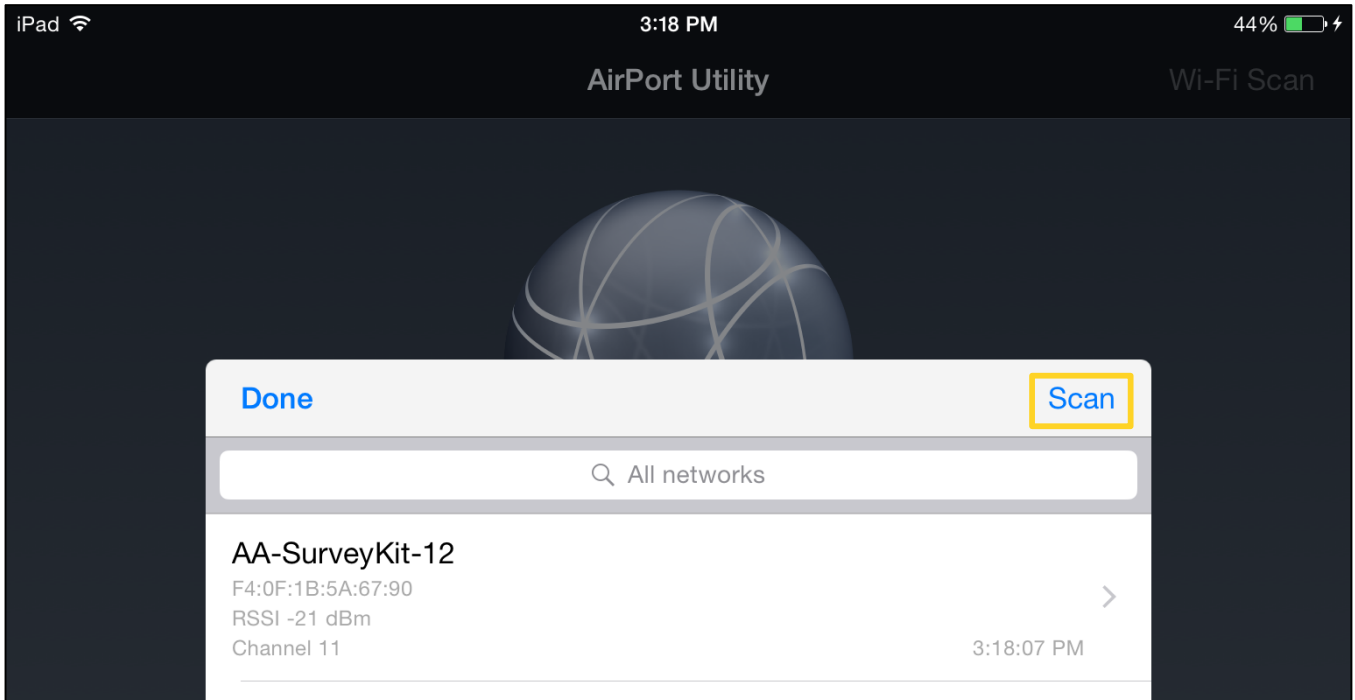 iPad 3:18 PM 44%
AirPort Utility Wi-Fi Scan
Done Scan
All networks
AA-SurveyKit-12
F4:0F:1B:5A:67:90
RSSI -21 dBm
Channel 11 3:18:07 PM